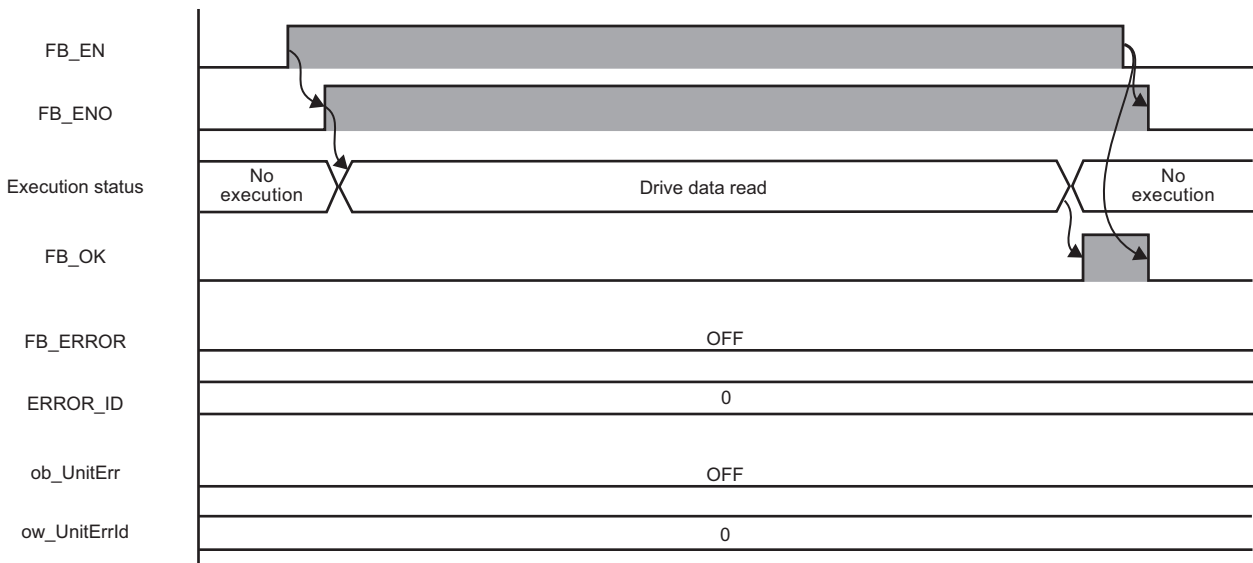 FB_EN
FB_ENO
Execution status
No
execution
Drive data read
No
execution
FB_OK
FB_ERROR
OFF
ERROR_ID
0
ob_UnitErr
OFF
ow_UnitErrId
0